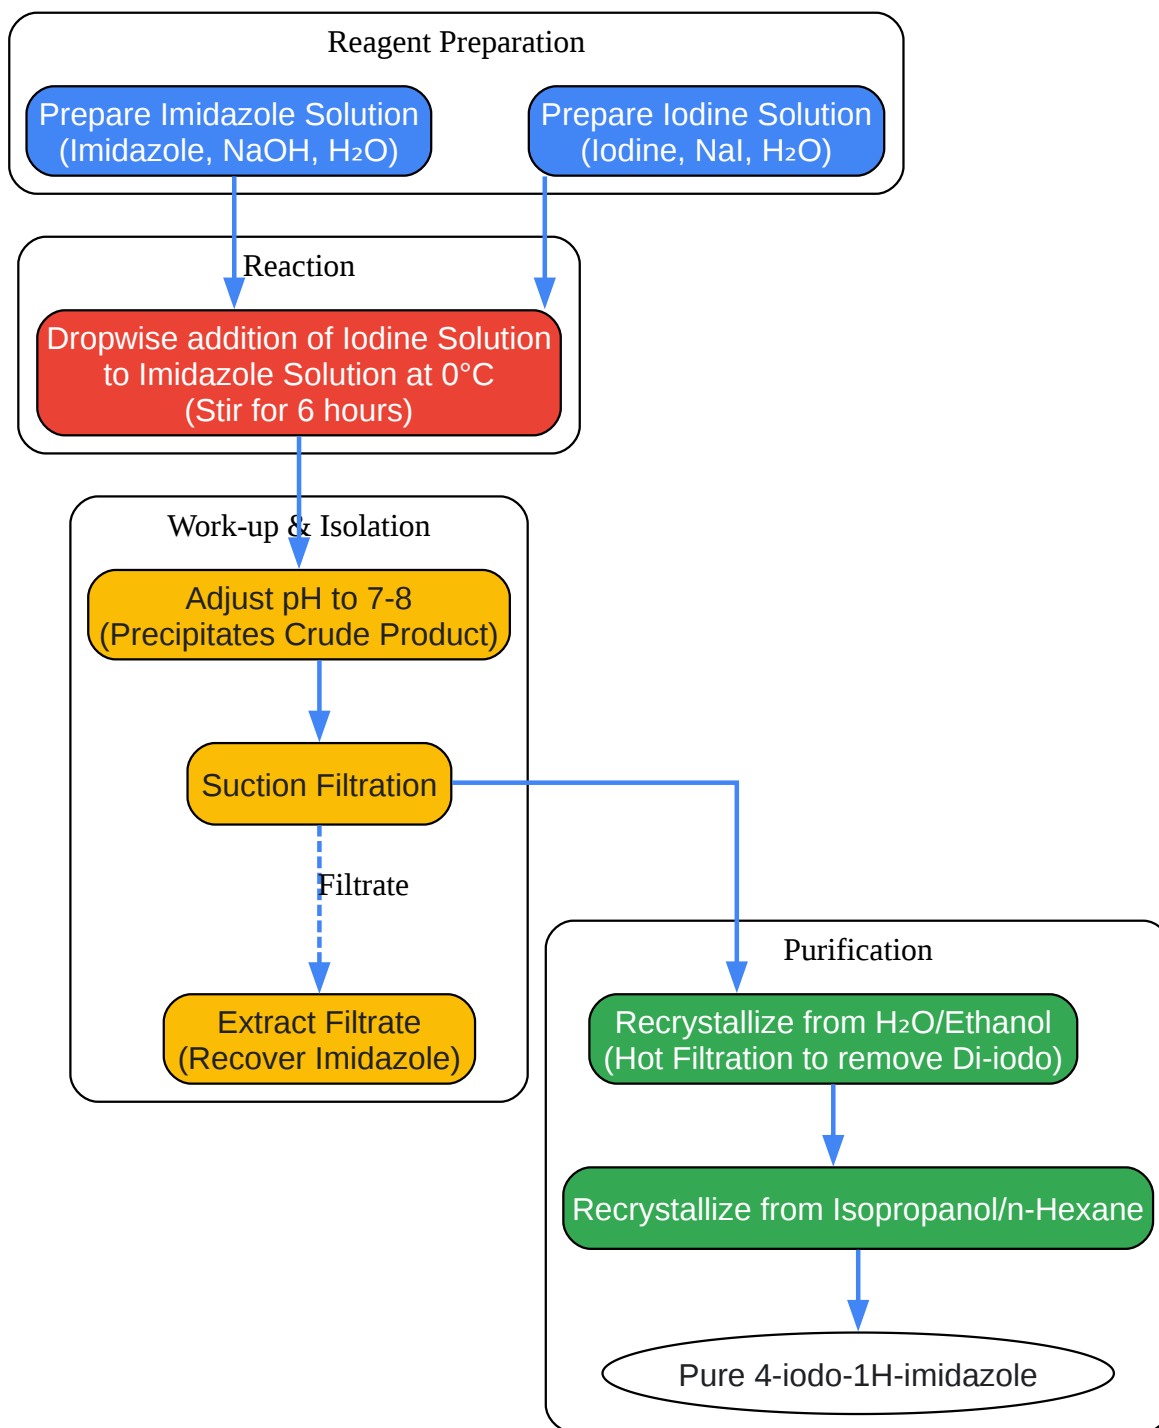 Reagent Preparation
Prepare Imidazole Solution
(Imidazole, NaOH, H₂O)
Prepare Iodine Solution
(Iodine, NaI, H₂O)
Reaction
Dropwise addition of Iodine Solution
to Imidazole Solution at 0°C
(Stir for 6 hours)
Work-up & Isolation
Adjust pH to 7-8
(Precipitates Crude Product)
Suction Filtration
Filtrate
Extract Filtrate
(Recover Imidazole)
Purification
Recrystallize from H₂O/Ethanol
(Hot Filtration to remove Di-iodo)
Recrystallize from Isopropanol/n-Hexane
Pure 4-iodo-1H-imidazole